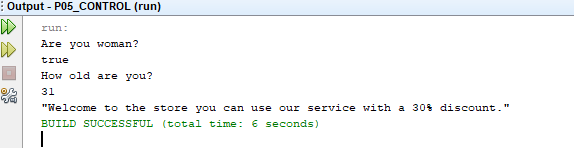 Output - P05_CONTROL (run)
run:
Are you woman?
true
How old are you?
31
"Welcome to the store you can use our service with a 30% discount."
BUILD SUCCESSFUL (total time: 6 seconds)